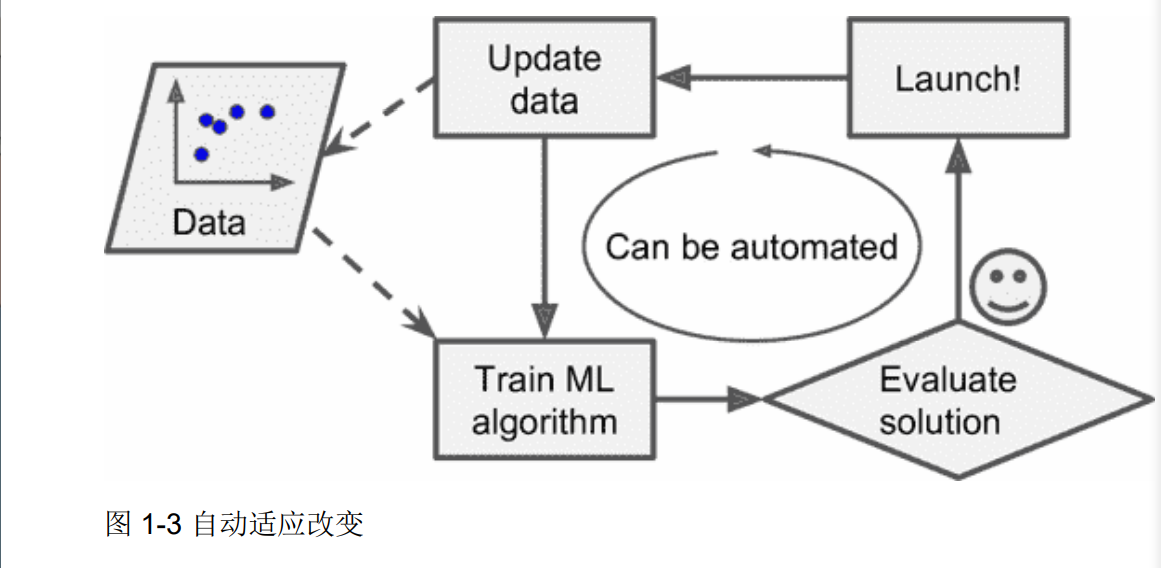 Update
data
Launch!
Data
Can be automated
Train ML
algorithm
Evaluate
solution
图 1-3 自动适应改变